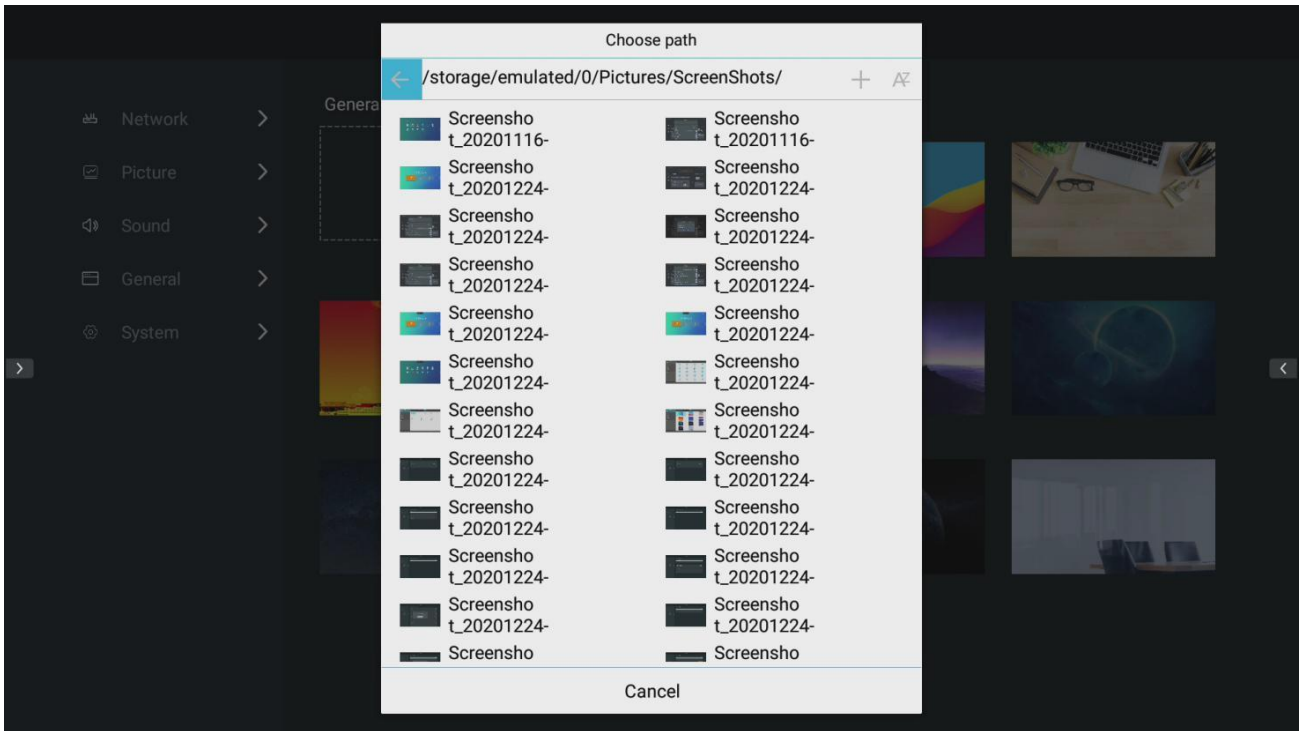 Choose path
/storage/emulated/0/Pictures/ScreenShots/
Network
Picture
Sound
General
System
Genera
Screensho
t_20201116-
Screensho
t_20201116-
Screensho
t_20201224-
Screensho
t_20201224-
Screensho
t_20201224-
Screensho
t_20201224-
Screensho
t_20201224-
Screensho
t_20201224-
Screensho
t_20201224-
Screensho
t_20201224-
Screensho
t_20201224-
Screensho
t_20201224-
Screensho
t_20201224-
Screensho
t_20201224-
Screensho
t_20201224-
Screensho
t_20201224-
Screensho
t_20201224-
Screensho
t_20201224-
Screensho
t_20201224-
Screensho
t_20201224-
Screensho
t_20201224-
Screensho
t_20201224-
Screensho
Screensho
Cancel